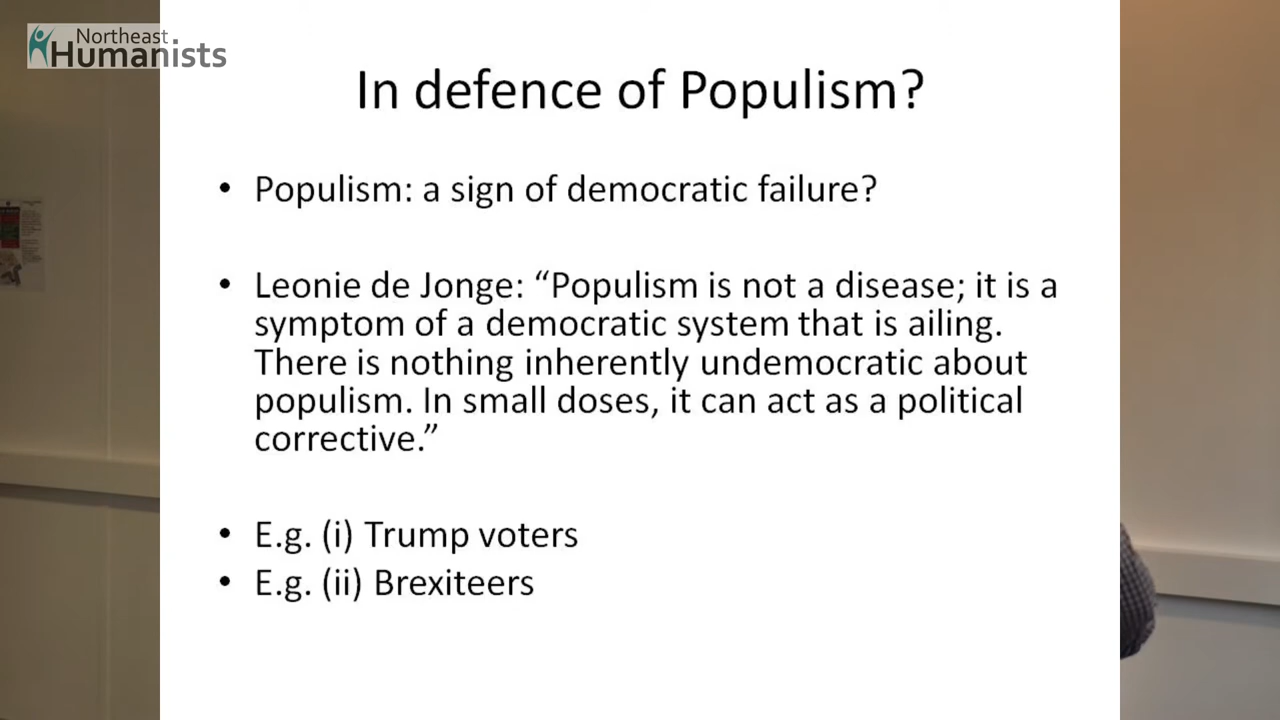 Northeast
Humanists
In defence of Populism?
• Populism: a sign of democratic failure?
• Leonie de Jonge: “Populism is not a disease; it is a
symptom of a democratic system that is ailing.
There is nothing inherently undemocratic about
populism. In small doses, it can act as a political
corrective.”
• E.g. (i) Trump voters
• E.g. (ii) Brexiteers